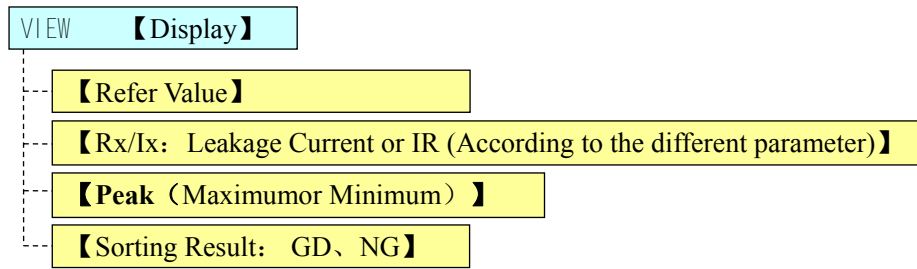 VIEW 【Display】
【Refer Value】
【Rx/Ix： Leakage Current or IR (According to the different parameter)】
【Peak（Maximumor Minimum）】
【Sorting Result： GD、NG】